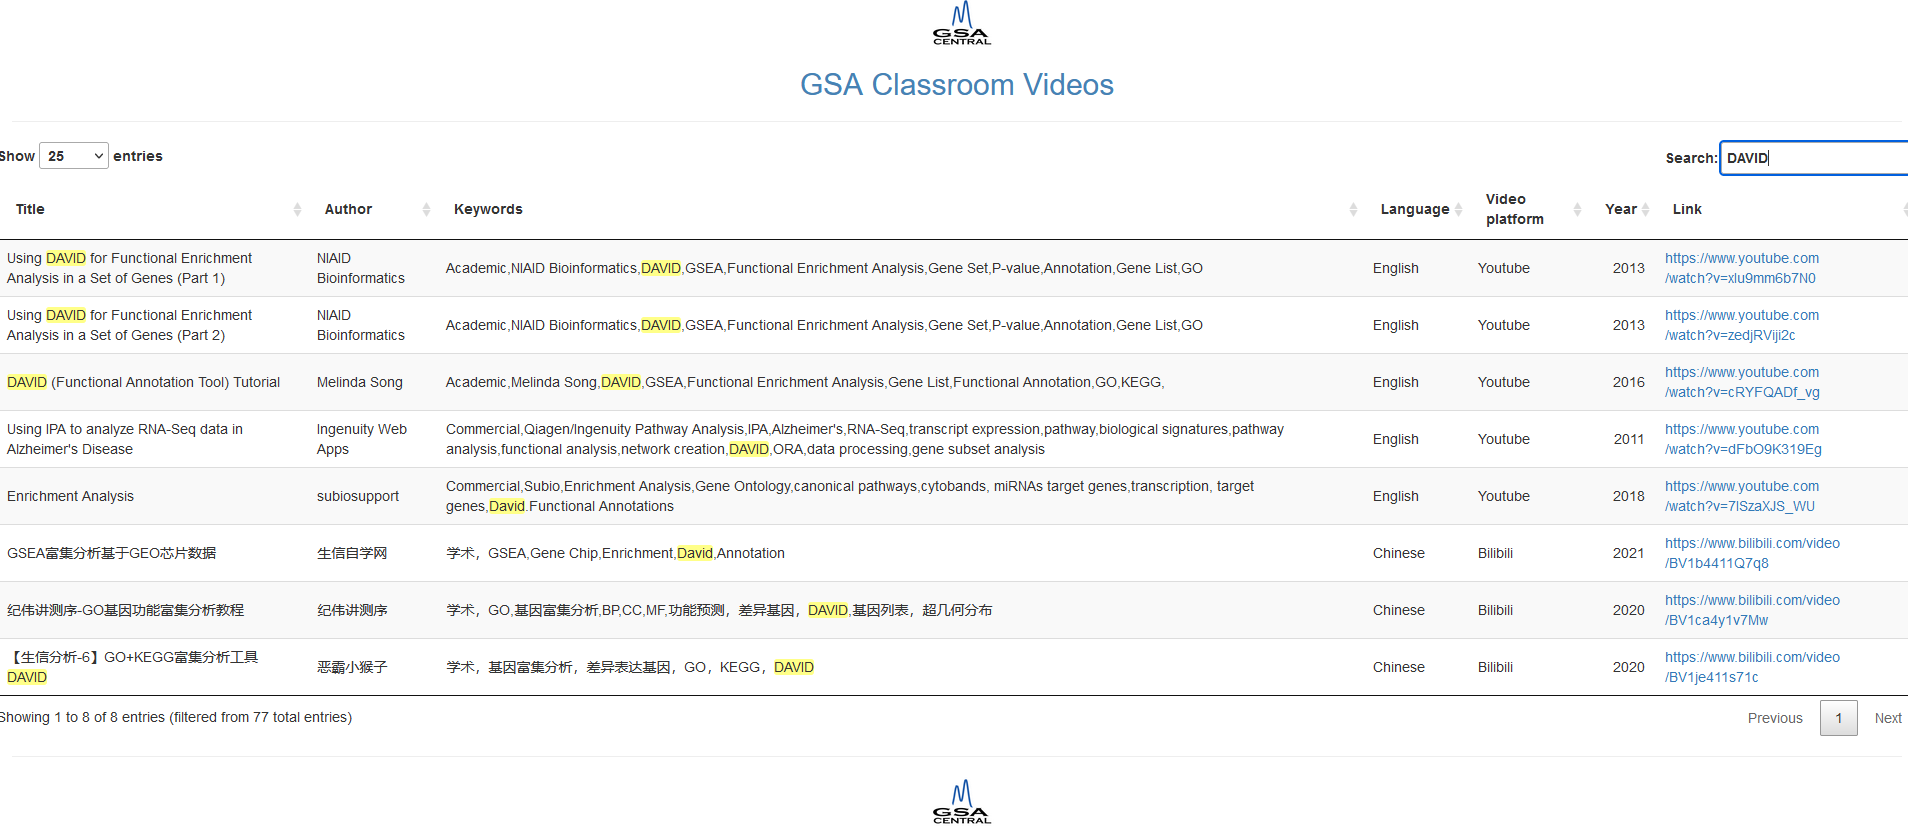 GSA
CENTRAL
GSA Classroom Videos
Show 25 entries
Search: DAVID
Title Author Keywords Language Video platform Year Link
Using DAVID for Functional Enrichment
Analysis in a Set of Genes (Part 1)
NIAID
Bioinformatics
Academic,NIAID Bioinformatics,DAVID,GSEA,Functional Enrichment Analysis,Gene Set,P-value,Annotation,Gene List,GO
English
Youtube
2013
https://www.youtube.com
/watch?v=xlu9mm6b7N0
Using DAVID for Functional Enrichment
Analysis in a Set of Genes (Part 2)
NIAID
Bioinformatics
Academic,NIAID Bioinformatics,DAVID,GSEA,Functional Enrichment Analysis,Gene Set,P-value,Annotation,Gene List,GO
English
Youtube
2013
https://www.youtube.com
/watch?v=zedjRViji2c
DAVID (Functional Annotation Tool) Tutorial
Melinda Song
Academic,Melinda Song,DAVID,GSEA,Functional Enrichment Analysis,Gene List,Functional Annotation,GO,KEGG,
English
Youtube
2016
https://www.youtube.com
/watch?v=cRYFQADf_vg
Using IPA to analyze RNA-Seq data in
Alzheimer's Disease
Ingenuity Web
Apps
Commercial,Qiagen/Ingenuity Pathway Analysis,IPA,Alzheimer's,RNA-Seq,transcript expression,pathway,biological signatures,pathway
analysis,functional analysis,network creation,DAVID,ORA,data processing,gene subset analysis
English
Youtube
2011
https://www.youtube.com
/watch?v=dFbO9K319Eg
Enrichment Analysis
subiosupport
Commercial,Subio,Enrichment Analysis,Gene Ontology,canonical pathways,cytobands, miRNAs target genes,transcription, target
genes,David.Functional Annotations
English
Youtube
2018
https://www.youtube.com
/watch?v=7lSzaXJS_WU
GSEA富集分析基于GEO芯片数据
生信自学网
学术，GSEA,Gene Chip,Enrichment,David,Annotation
Chinese
Bilibili
2021
https://www.bilibili.com/video
/BV1b4411Q7q8
纪伟讲测序-GO基因功能富集分析教程
纪伟讲测序
学术，GO,基因富集分析,BP,CC,MF,功能预测，差异基因，DAVID,基因列表，超几何分布
Chinese
Bilibili
2020
https://www.bilibili.com/video
/BV1ca4y1v7Mw
【生信分析-6】GO+KEGG富集分析工具
DAVID
恶霸小猴子
学术，基因富集分析，差异表达基因，GO，KEGG，DAVID
Chinese
Bilibili
2020
https://www.bilibili.com/video
/BV1je411s71c
Showing 1 to 8 of 8 entries (filtered from 77 total entries)
Previous 1 Next
GSA
CENTRAL